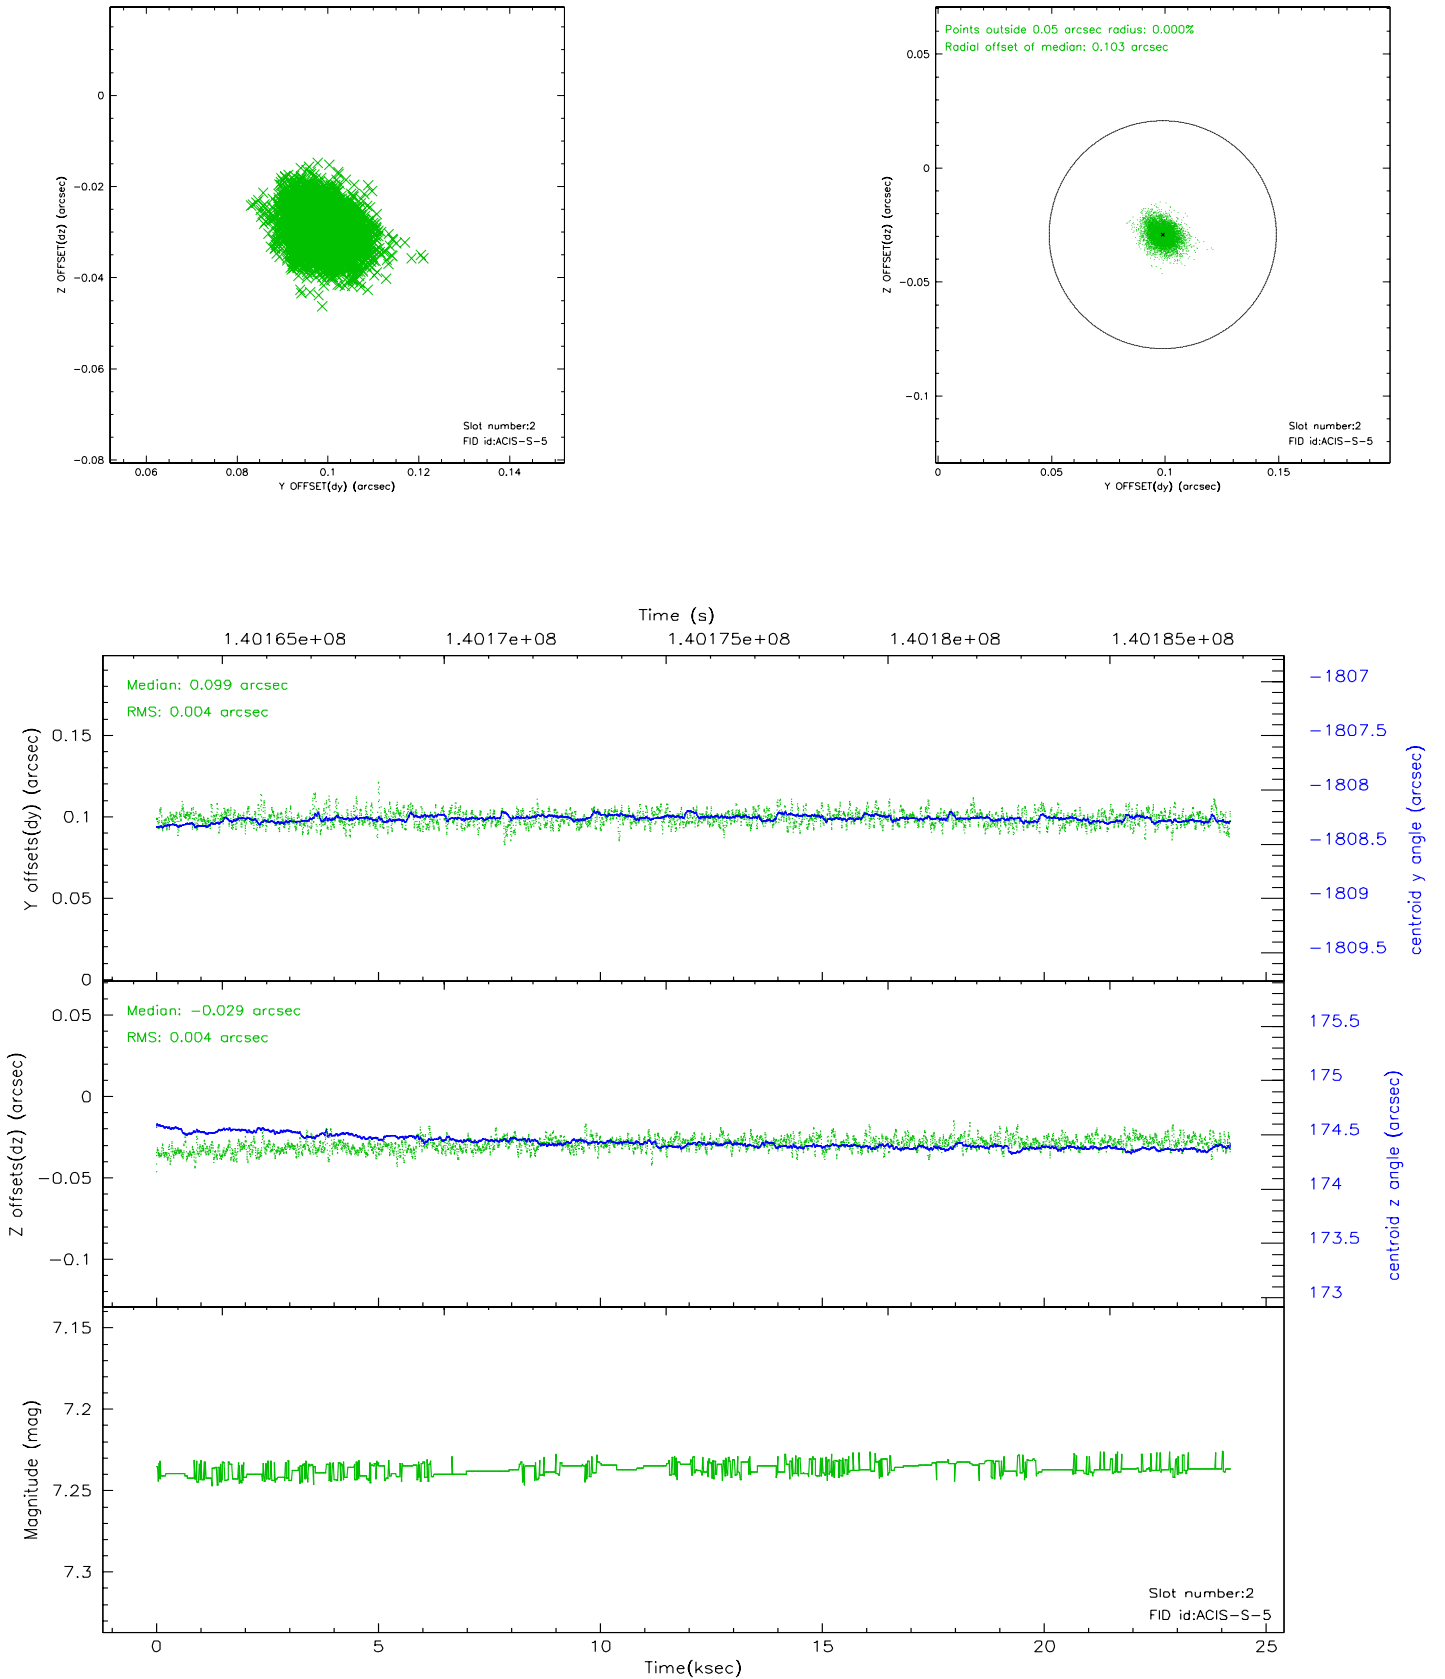 0
−0.02
−0.04
−0.06
−0.08
0.06
0.08
0.1
0.12
0.14
Z OFFSET(dz) (arcsec)
Y OFFSET(dy) (arcsec)
Slot number:2
FID id:ACIS−S−5
Points outside 0.05 arcsec radius: 0.000%
Radial offset of median: 0.103 arcsec
0.05
0
−0.05
−0.1
0
0.05
0.1
0.15
Z OFFSET(dz) (arcsec)
Y OFFSET(dy) (arcsec)
Slot number:2
FID id:ACIS−S−5
Time (s)
1.40165e+08
1.4017e+08
1.40175e+08
1.4018e+08
1.40185e+08
Median: 0.099 arcsec
RMS: 0.004 arcsec
0.15
0.1
0.05
0
Y offsets(dy) (arcsec)
−1807
−1807.5
−1808
−1808.5
−1809
−1809.5
centroid y angle (arcsec)
Median: −0.029 arcsec
RMS: 0.004 arcsec
0.05
0
−0.05
−0.1
Z offsets(dz) (arcsec)
175.5
175
174.5
174
173.5
173
centroid z angle (arcsec)
7.15
7.2
7.25
7.3
Magnitude (mag)
Slot number:2
FID id:ACIS−S−5
0
5
10
15
20
25
Time(ksec)